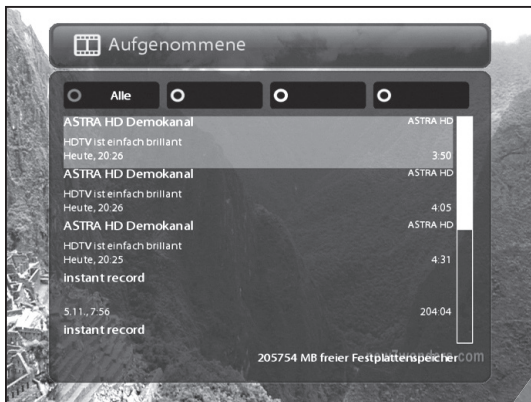 Aufgenommene
Alle
ASTRA HD Demokanal ASTRA HD
HDTV ist einfach brillant
Heute, 20:26 3:50
ASTRA HD Demokanal ASTRA HD
HDTV ist einfach brillant
Heute, 20:26 4:05
ASTRA HD Demokanal ASTRA HD
HDTV ist einfach brillant
Heute, 20:25 4:31
instant record
5.11., 7:56 204:04
instant record
205754 MB freier Festplattenspeicher